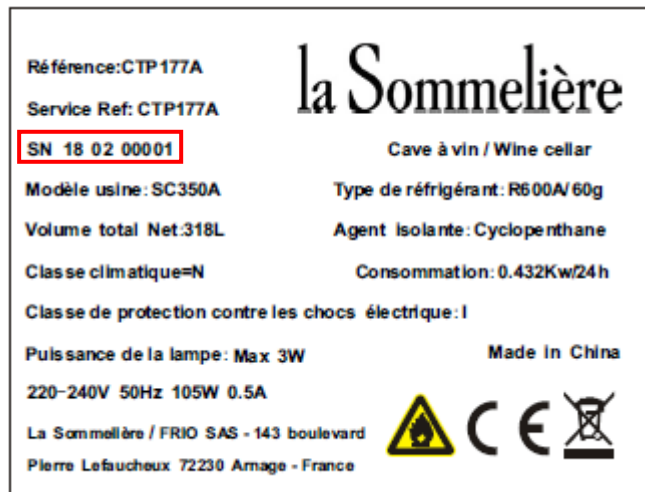 la Sommelière
Référence:CTP177A
Service Ref: CTP177A
SN 18 02 00001
Cave à vin / Wine cellar
Modèle usine: SC350A
Type de réfrigérant: R600A/60g
Volume total Net:318L
Agent isolante: Cyclopenthane
Classe climatique=N
Consommation: 0.432Kw/24h
Classe de protection contre les chocs électrique: I
Puissance de la lampe: Max 3W
Made in China
220-240V 50Hz 105W 0.5A
La Sommelière / FRIO SAS - 143 boulevard
Pierre Lefaucheux 72230 Arnage - France
CE